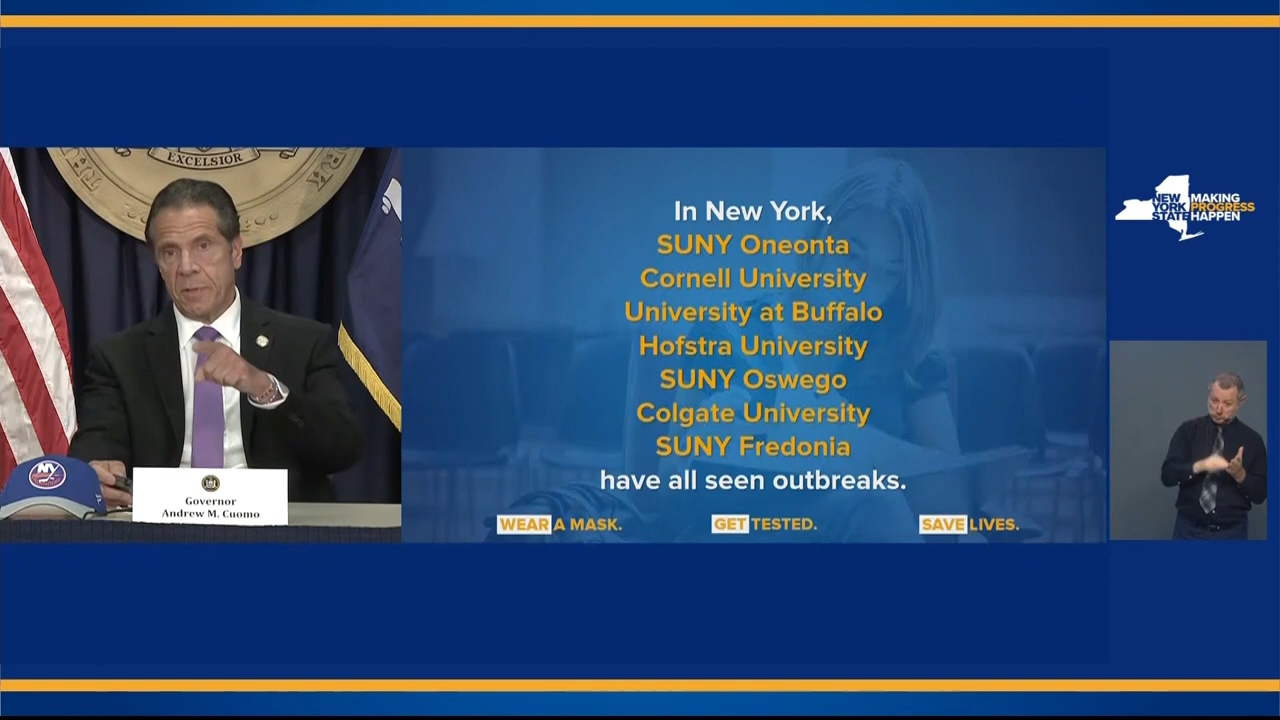 EXCELSIOR
NY
Governor
Andrew M. Cuomo
In New York,
SUNY Oneonta
Cornell University
University at Buffalo
Hofstra University
SUNY Oswego
Colgate University
SUNY Fredonia
have all seen outbreaks.
WEAR A MASK.
GET TESTED.
SAVE LIVES.
NEW
YORK
STATE
MAKING
PROGRESS
HAPPEN